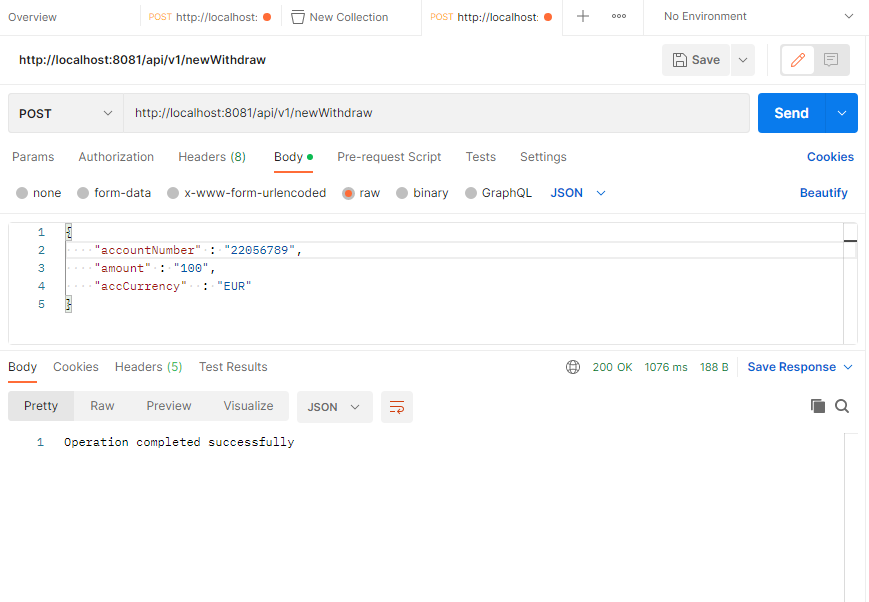 Overview POST http://localhost: New Collection POST http://localhost: No Environment
http://localhost:8081/api/v1/newWithdraw Save
POST http://localhost:8081/api/v1/newWithdraw Send
Params Authorization Headers (8) Body Pre-request Script Tests Settings Cookies
none form-data x-www-form-urlencoded raw binary GraphQL JSON Beautify
1 {
2 "accountNumber" : "22056789",
3 "amount" : "100",
4 "accCurrency" : "EUR"
5 }
Body Cookies Headers (5) Test Results 200 OK 1076 ms 188 B Save Response
Pretty Raw Preview Visualize JSON
1 Operation completed successfully